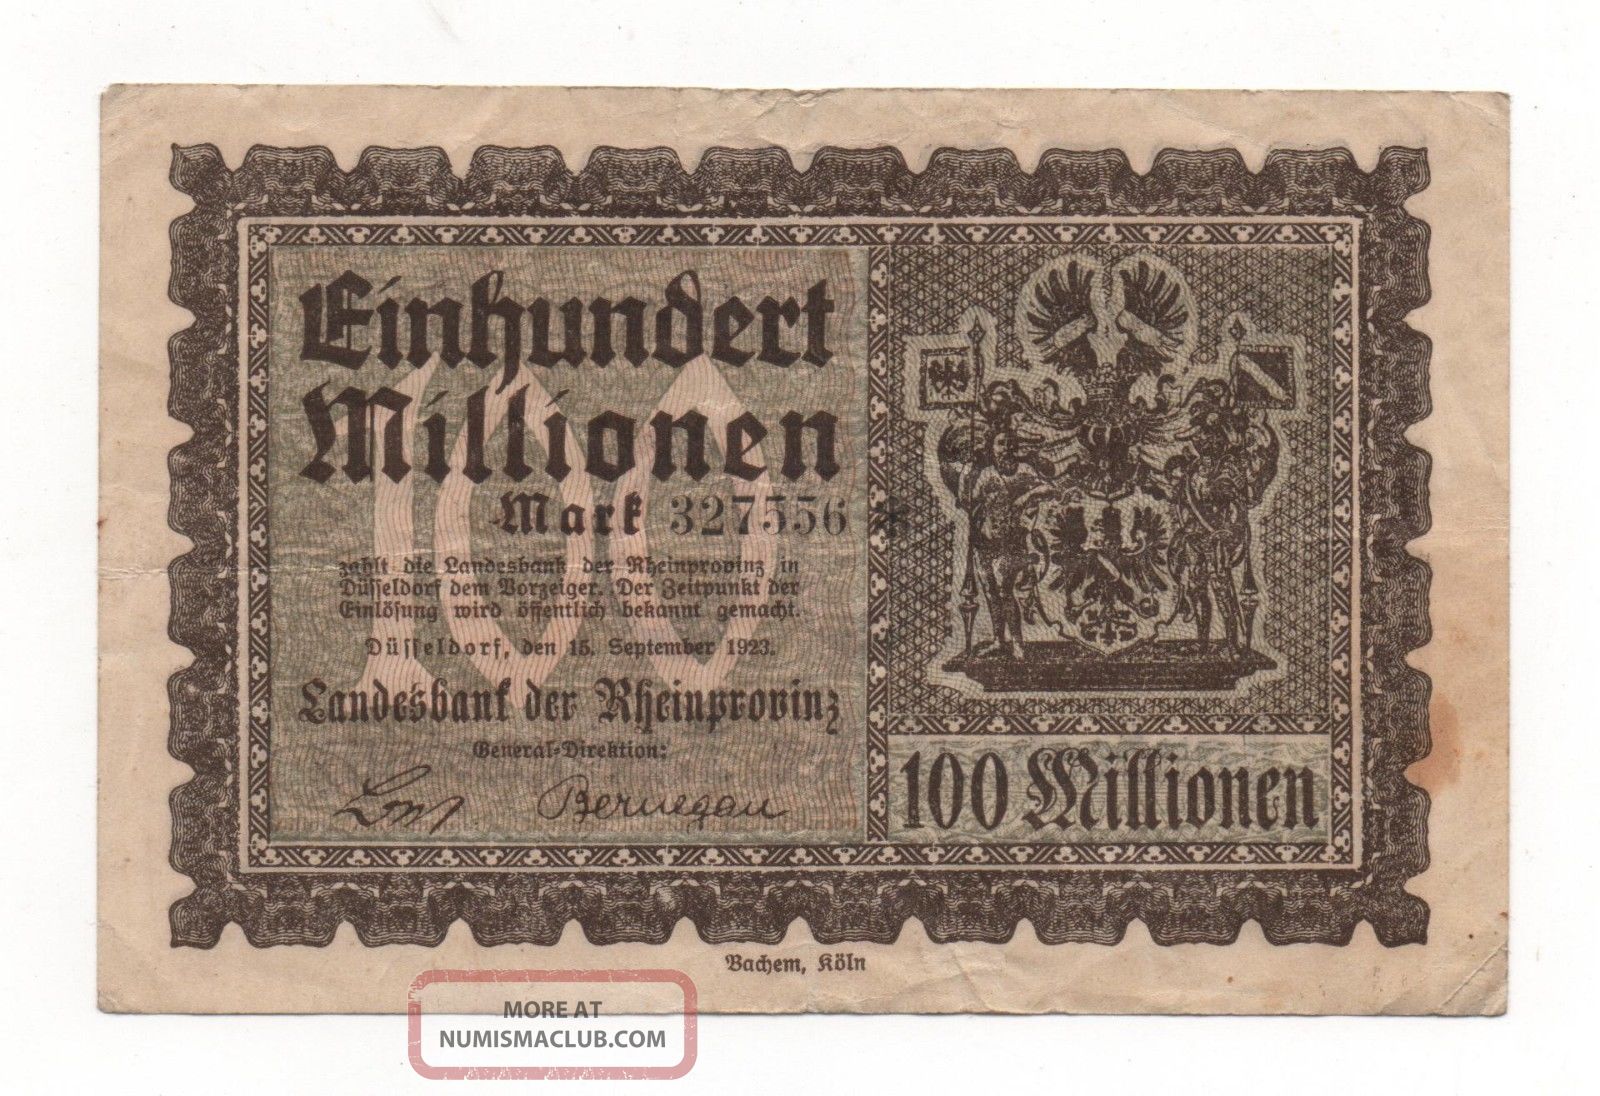 Einhundert
Millionen
Mark 327556 *
zahlt die Landesbank der Rheinprovinz in
Düsseldorf dem Vorzeiger. Der Zeitpunkt der
Einlösung wird öffentlich bekannt gemacht.
Düsseldorf, den 15. September 1923.
Landesbank der Rheinprovinz
General-Direktion:
Bernegau
100
100 Millionen
Bachem, Köln
MORE AT
NUMISMACLUB.COM